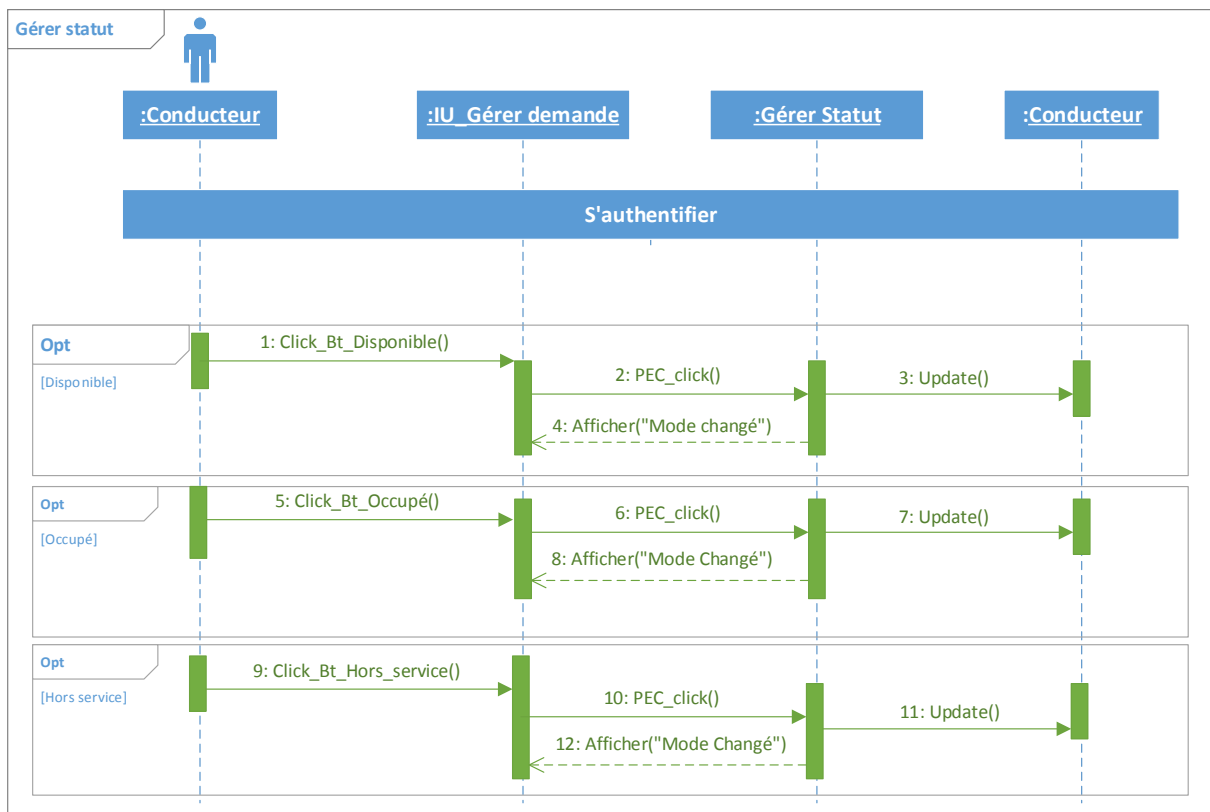 Gérer statut
:Conducteur
:IU_Gérer demande
:Gérer Statut
:Conducteur
S'authentifier
Opt
[Disponible]
1: Click_Bt_Disponible()
2: PEC_click()
3: Update()
4: Afficher("Mode changé")
Opt
[Occupé]
5: Click_Bt_Occupé()
6: PEC_click()
7: Update()
8: Afficher("Mode Changé")
Opt
[Hors service]
9: Click_Bt_Hors_service()
10: PEC_click()
11: Update()
12: Afficher("Mode Changé")